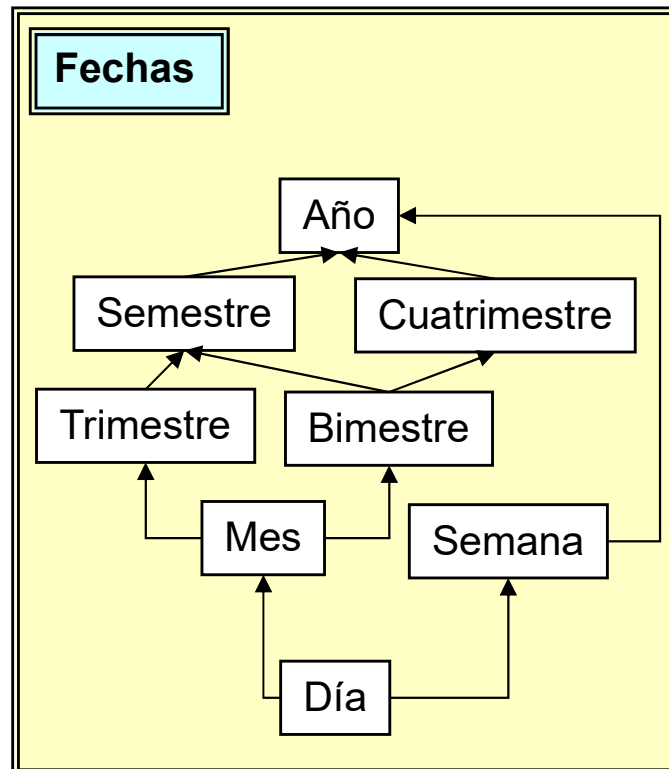 Fechas
Año
Semestre
Cuatrimestre
Trimestre
Bimestre
Mes
Semana
Día